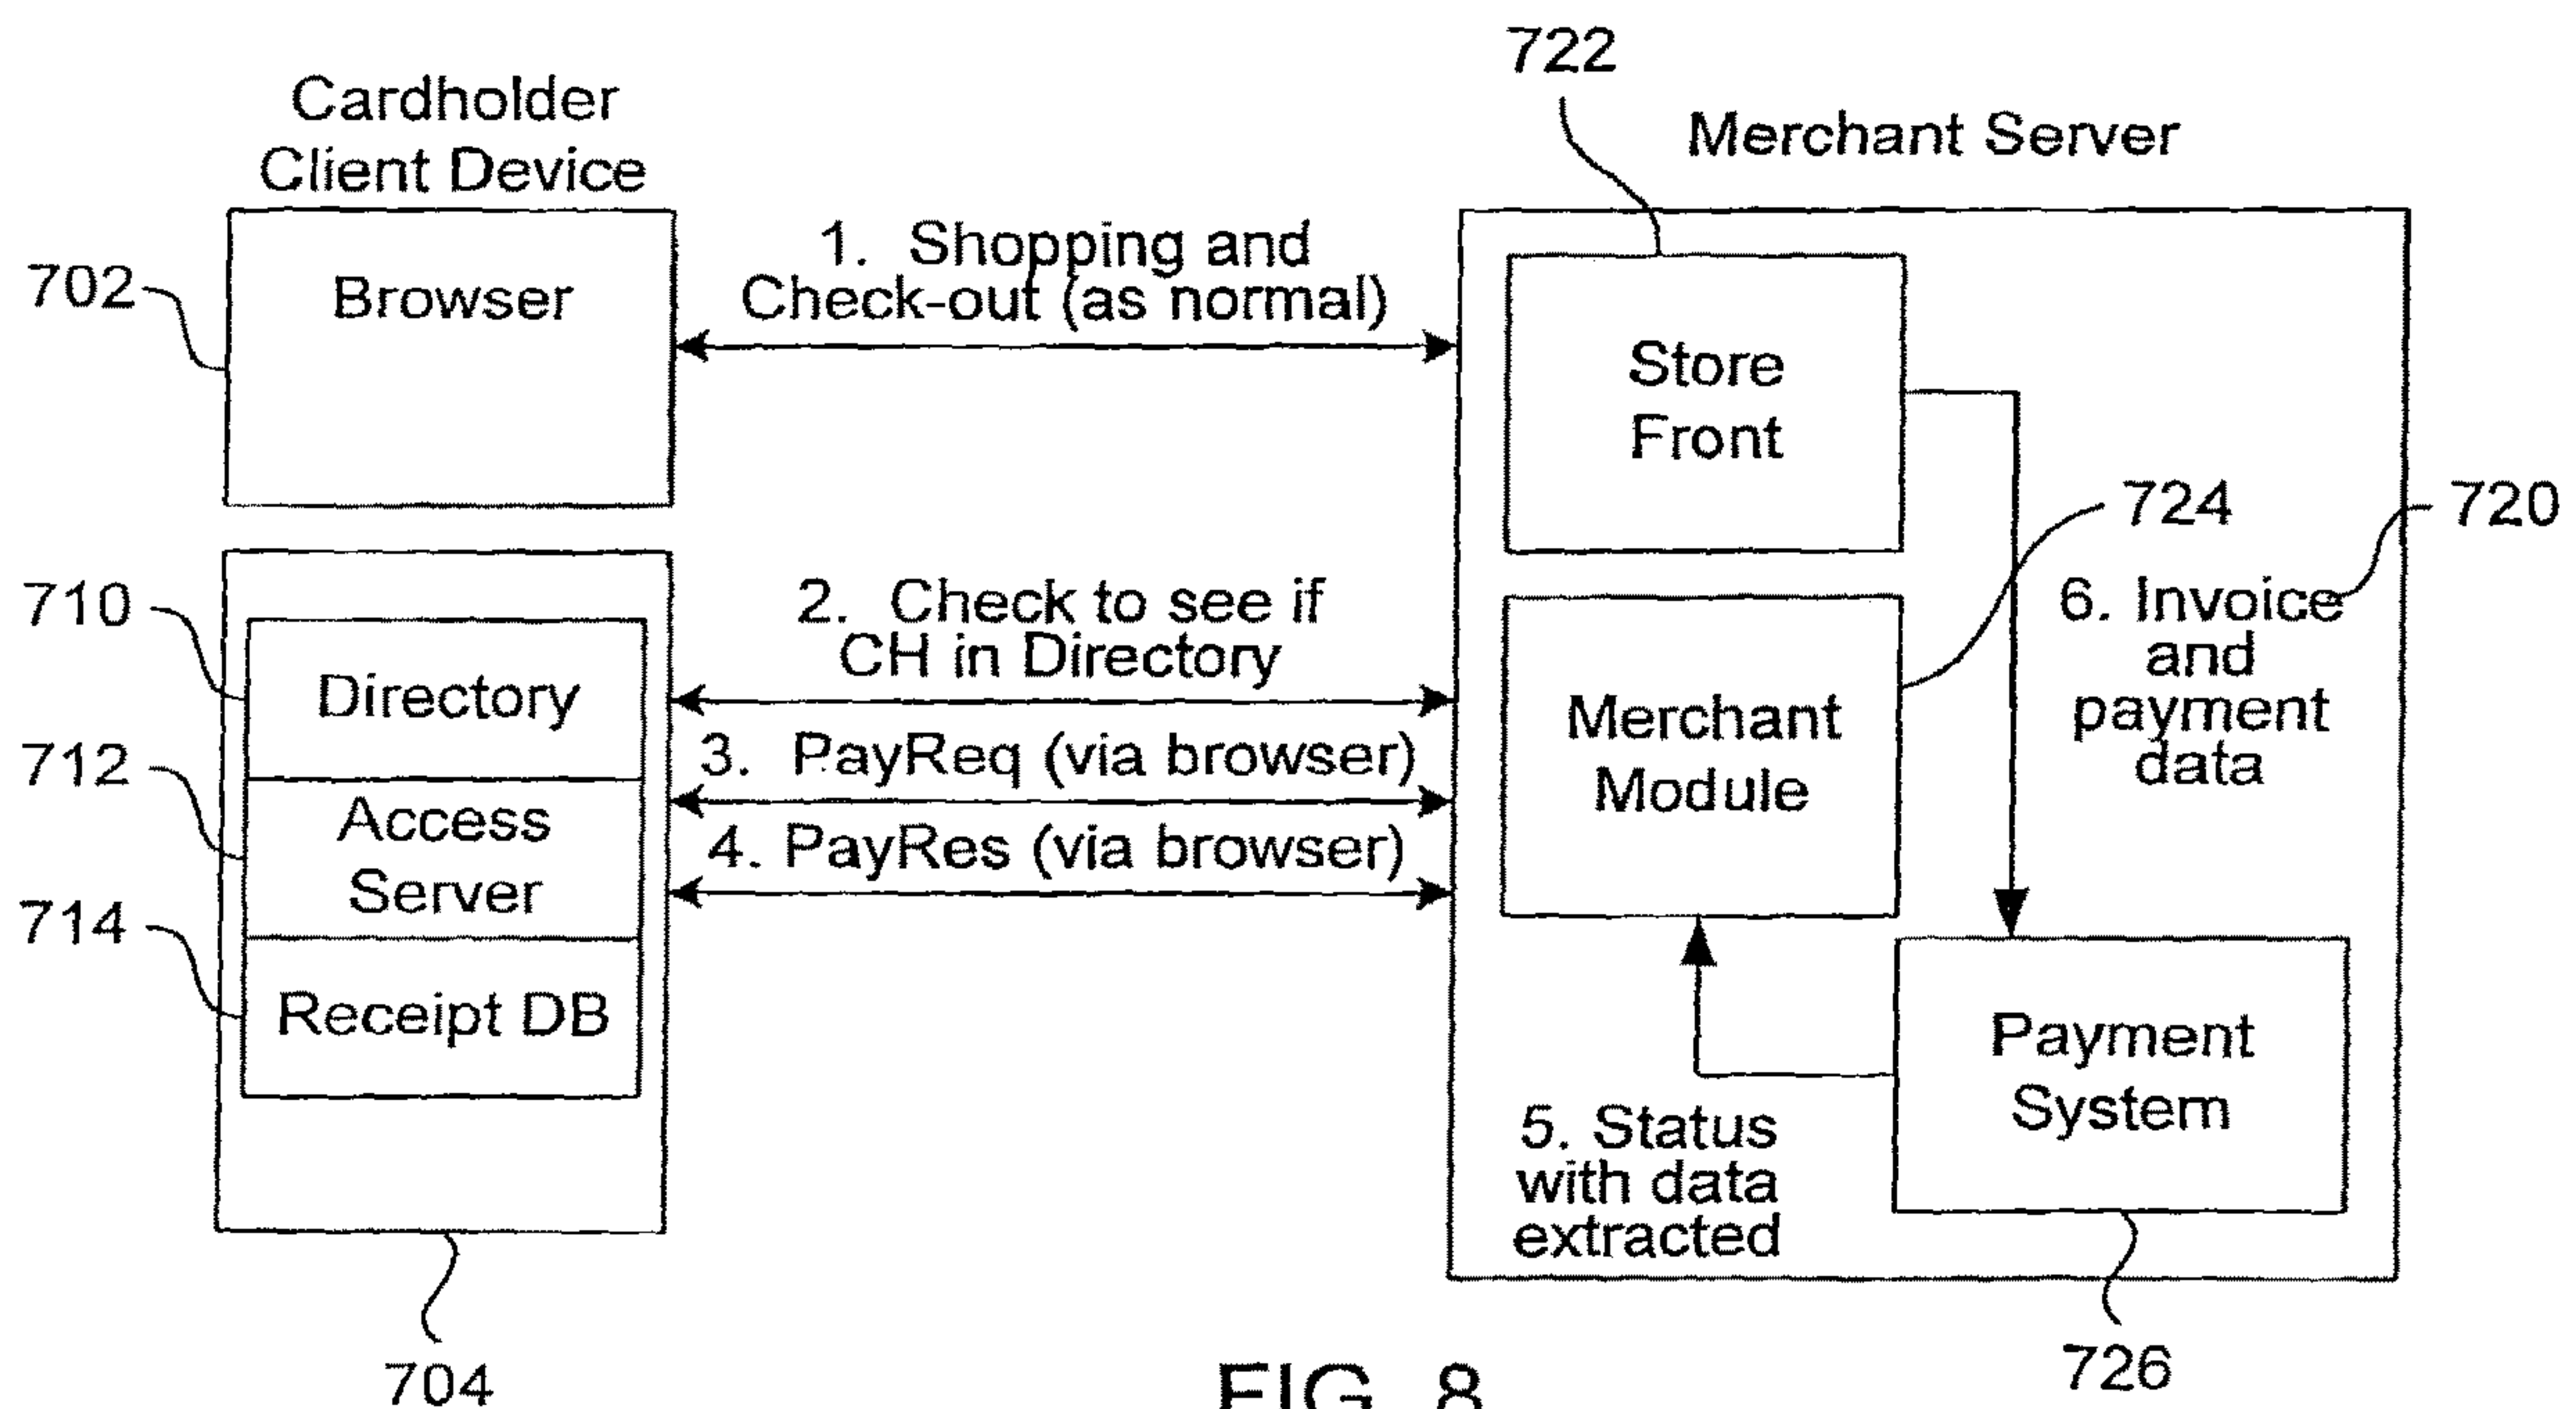 722
Cardholder
Client Device
Merchant Server
702
Browser
1. Shopping and
Check-out (as normal)
Store
Front
724
720
710
Directory
2. Check to see if
CH in Directory
6. Invoice
and
payment
data
Merchant
Module
712
Access
Server
3. PayReq (via browser)
4. PayRes (via browser)
714
Receipt DB
Payment
System
5. Status
with data
extracted
704
726
FIG. 8